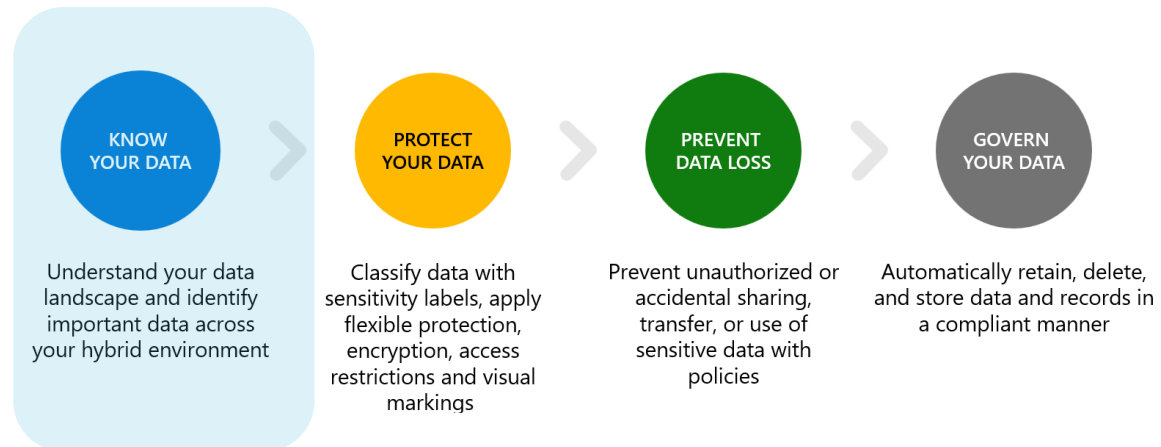 KNOW
YOUR DATA
Understand your data
landscape and identify
important data across
your hybrid environment
PROTECT
YOUR DATA
Classify data with
sensitivity labels, apply
flexible protection,
encryption, access
restrictions and visual
markings
PREVENT
DATA LOSS
Prevent unauthorized or
accidental sharing,
transfer, or use of
sensitive data with
policies
GOVERN
YOUR DATA
Automatically retain, delete,
and store data and records in
a compliant manner